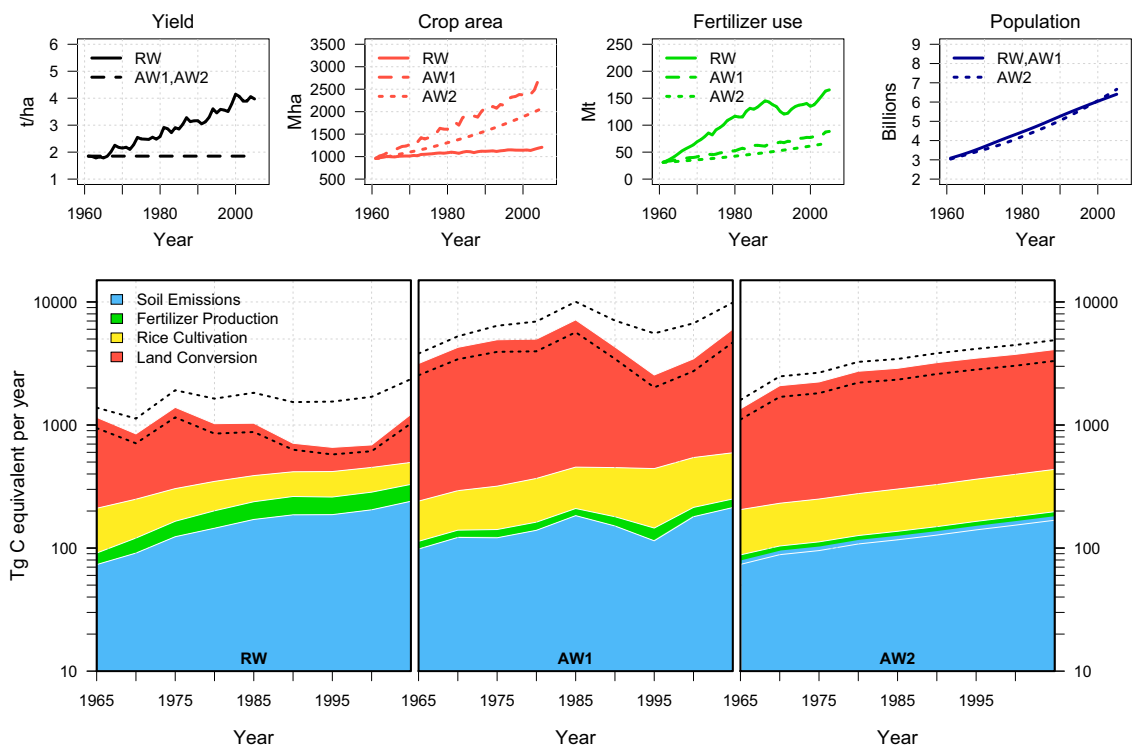 Yield
Crop area
Fertilizer use
Population
6
5
4
3
2
1
t/ha
RW
AW1,AW2
1960
1980
2000
Year
3500
3000
2500
2000
1500
1000
500
Mha
RW
AW1
AW2
1960
1980
2000
Year
250
200
150
100
50
0
Mt
RW
AW1
AW2
1960
1980
2000
Year
9
8
7
6
5
4
3
2
Billions
RW,AW1
AW2
1960
1980
2000
Year
Tg C equivalent per year
10000
1000
100
10
Soil Emissions
Fertilizer Production
Rice Cultivation
Land Conversion
RW
AW1
AW2
10000
1000
100
10
1965
1975
1985
1995
1965
1975
1985
1995
1965
1975
1985
1995
Year
Year
Year